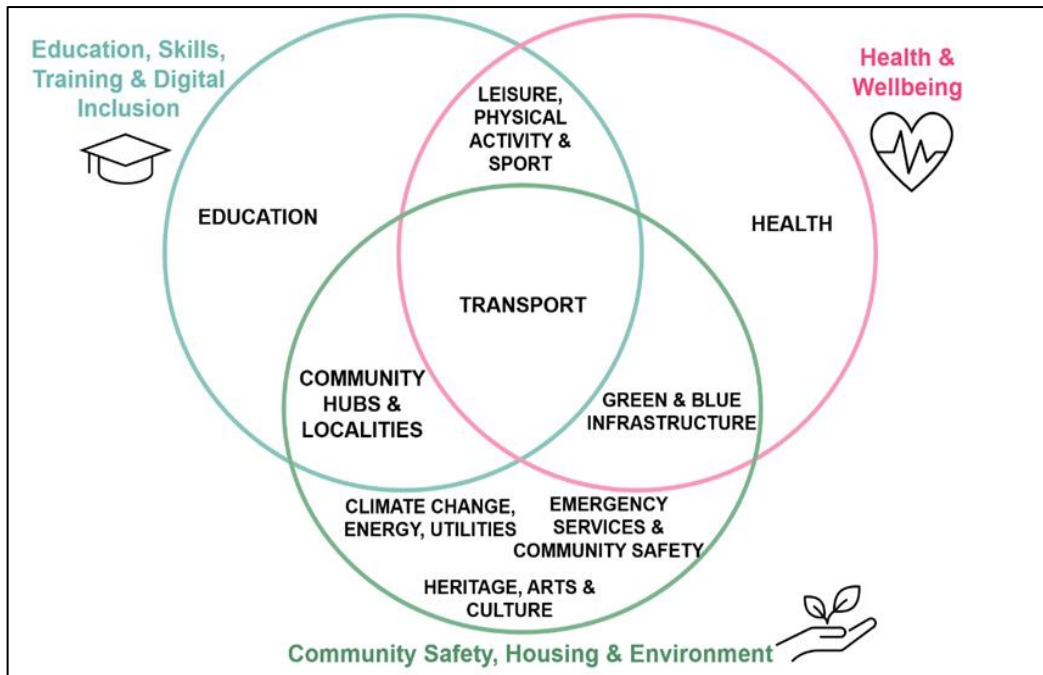 Education, Skills,
Training & Digital
Inclusion
Health &
Wellbeing
LEISURE,
PHYSICAL
ACTIVITY &
SPORT
EDUCATION
HEALTH
TRANSPORT
COMMUNITY
HUBS &
LOCALITIES
GREEN & BLUE
INFRASTRUCTURE
CLIMATE CHANGE,
ENERGY, UTILITIES
EMERGENCY
SERVICES &
COMMUNITY SAFETY
HERITAGE, ARTS &
CULTURE
Community Safety, Housing & Environment